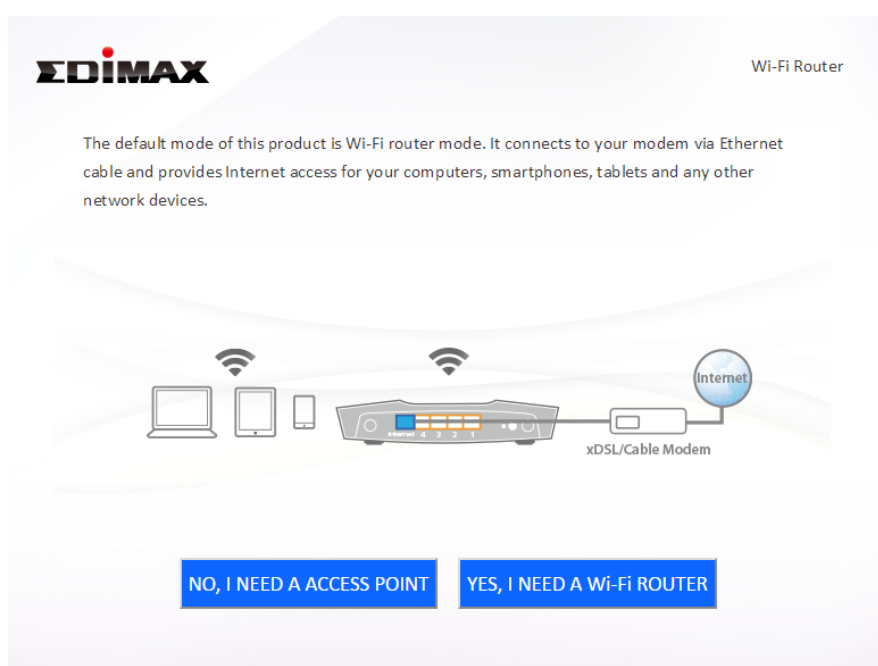 EDIMAX
Wi-Fi Router
The default mode of this product is Wi-Fi router mode. It connects to your modem via Ethernet
cable and provides Internet access for your computers, smartphones, tablets and any other
network devices.
Internet
Internet 4 3 2 1
xDSL/Cable Modem
NO, I NEED A ACCESS POINT
YES, I NEED A Wi-Fi ROUTER